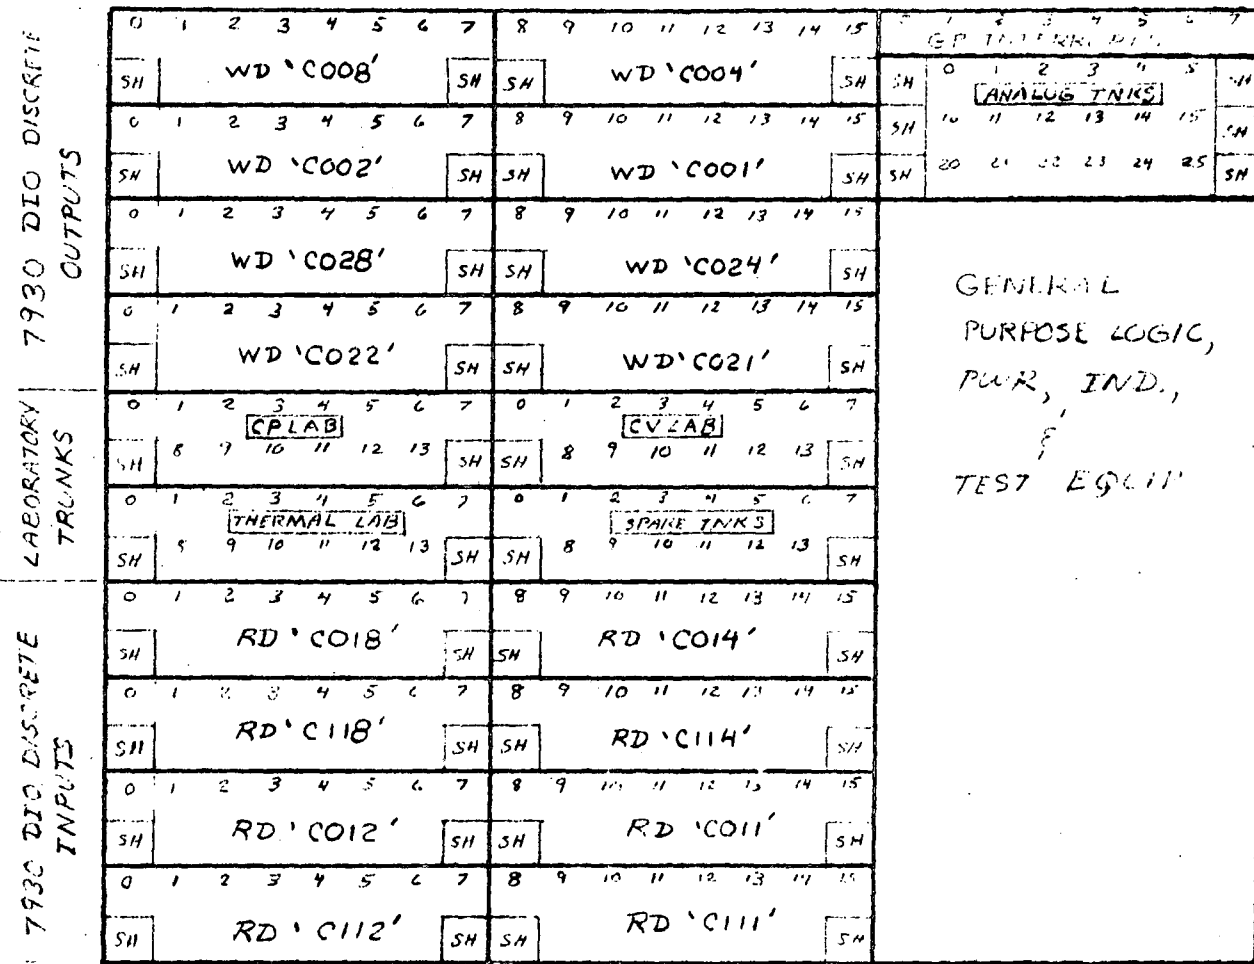 7930 DIO DISCRETE
OUTPUTS
0 1 2 3 4 5 6 7 8 9 10 11 12 13 14 15
SH WD 'C008' SH SH WD 'C004' SH
0 1 2 3 4 5 6 7 8 9 10 11 12 13 14 15
SH WD 'C002' SH SH WD 'C001' SH
0 1 2 3 4 5 6 7 8 9 10 11 12 13 14 15
SH WD 'C028' SH SH WD 'C024' SH
0 1 2 3 4 5 6 7 8 9 10 11 12 13 14 15
SH WD 'C022' SH SH WD 'C021' SH
LABORATORY
TRUNKS
0 1 2 3 4 5 6 7 0 1 2 3 4 5 6 7
CP LAB CV LAB
SH 8 9 10 11 12 13 SH SH 8 9 10 11 12 13 SH
0 1 2 3 4 5 6 7 0 1 2 3 4 5 6 7
THERMAL LAB SPARE TNKS
SH 8 9 10 11 12 13 SH SH 8 9 10 11 12 13 SH
7930 DIO DISCRETE
INPUTS
0 1 2 3 4 5 6 7 8 9 10 11 12 13 14 15
RD 'C018' RD 'C014'
SH SH SH SH
0 1 2 3 4 5 6 7 8 9 10 11 12 13 14 15
RD 'C118' RD 'C114'
SH SH SH SH
0 1 2 3 4 5 6 7 8 9 10 11 12 13 14 15
RD 'C012' RD 'C011'
SH SH SH SH
0 1 2 3 4 5 6 7 8 9 10 11 12 13 14 15
RD 'C112' RD 'C111'
SH SH SH SH
1 2 3 4 5 6 7
GP INTERRUPTS
SH 0 1 2 3 4 5 SH
ANALOG TNKS
SH 10 11 12 13 14 15 SH
SH 20 21 22 23 24 25 SH
GENERAL
PURPOSE LOGIC,
PWR, IND.,
&
TEST EQUIP